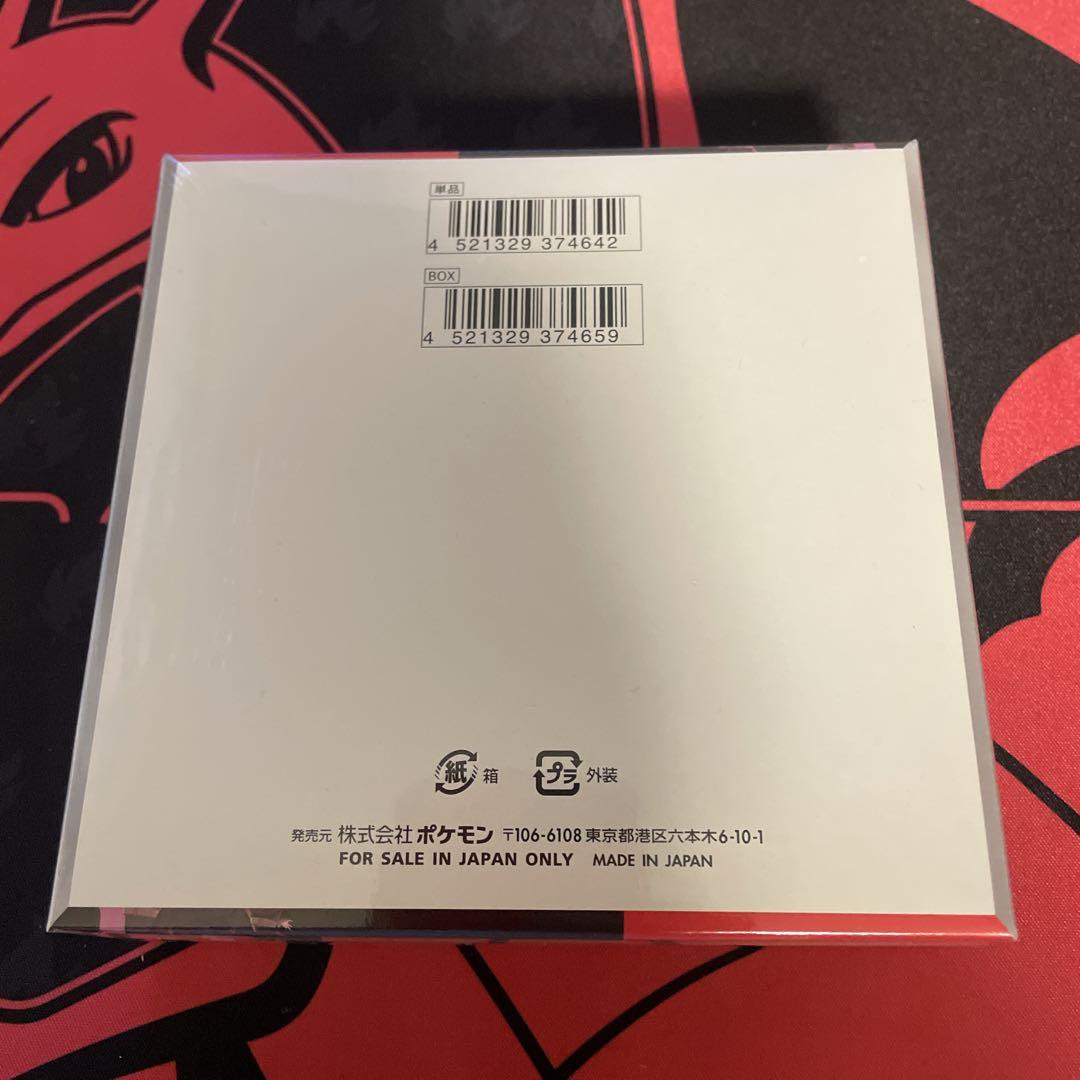 単品
4 521329 374642
BOX
4 521329 374659
紙 箱 プラ 外装
発売元 株式会社 ポケモン 〒106-6108 東京都港区六本木6-10-1
FOR SALE IN JAPAN ONLY MADE IN JAPAN